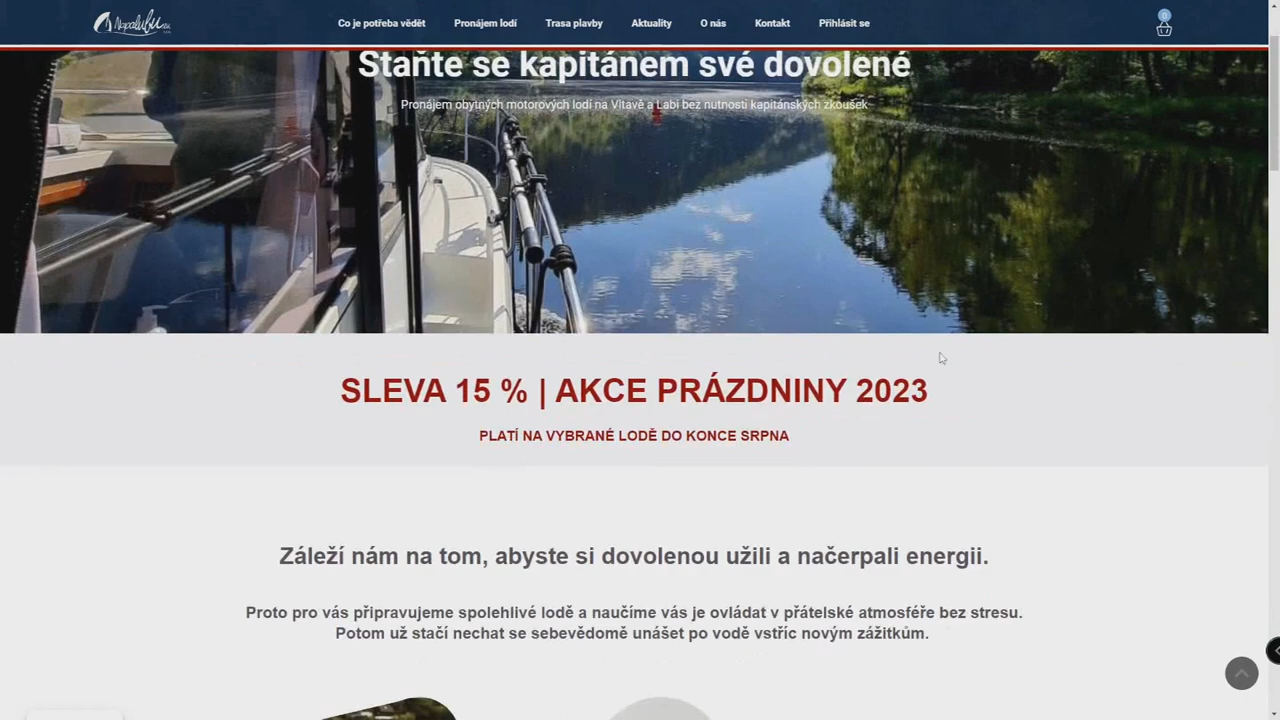 Napalubu
Co je potřeba vědět Pronájem lodí Trasa plavby Aktuality O nás Kontakt Přihlásit se 0
Staňte se kapitánem své dovolené
Pronájem obytných motorových lodí na Vltavě a Labi bez nutnosti kapitánských zkoušek
SLEVA 15 % | AKCE PRÁZDNINY 2023
PLATÍ NA VYBRANÉ LODĚ DO KONCE SRPNA
Záleží nám na tom, abyste si dovolenou užili a načerpali energii.
Proto pro vás připravujeme spolehlivé lodě a naučíme vás je ovládat v přátelské atmosféře bez stresu.
Potom už stačí nechat se sebevědomě unášet po vodě vstříc novým zážitkům.